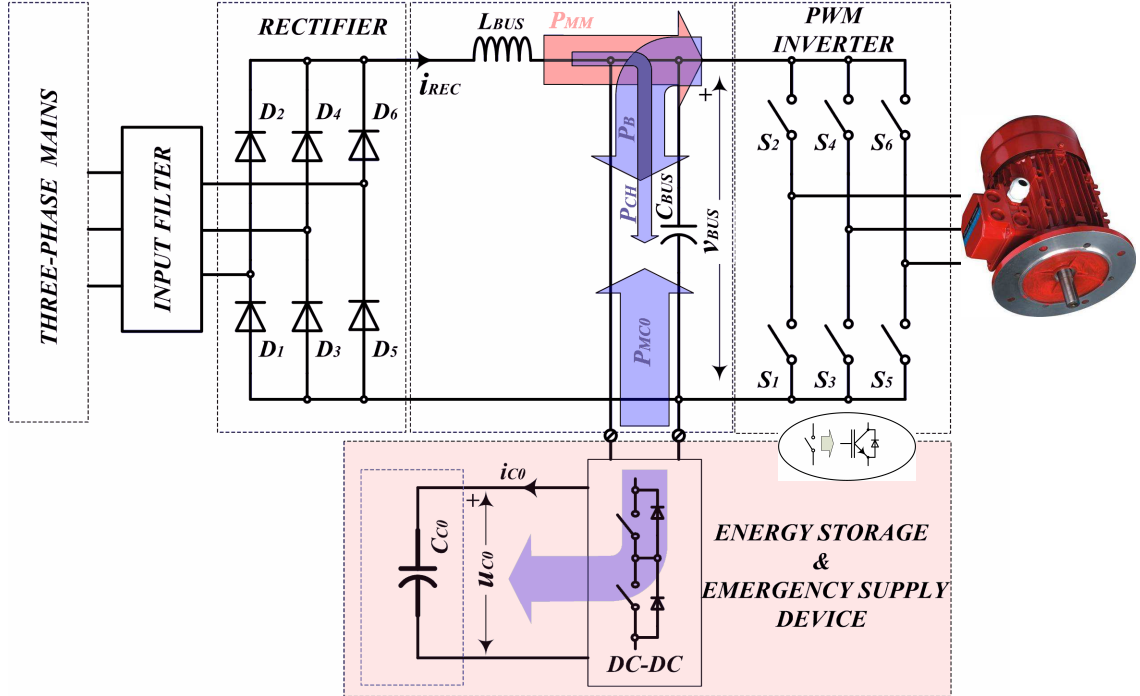 THREE-PHASE MAINS
INPUT FILTER
RECTIFIER
D2
D4
D6
D1
D3
D5
iREC
LBUS
PMM
PB
PCH
CBUS
+
vBUS
PMC0
PWM
INVERTER
S2
S4
S6
S1
S3
S5
iC0
+
CC0
uC0
DC-DC
ENERGY STORAGE
&
EMERGENCY SUPPLY
DEVICE